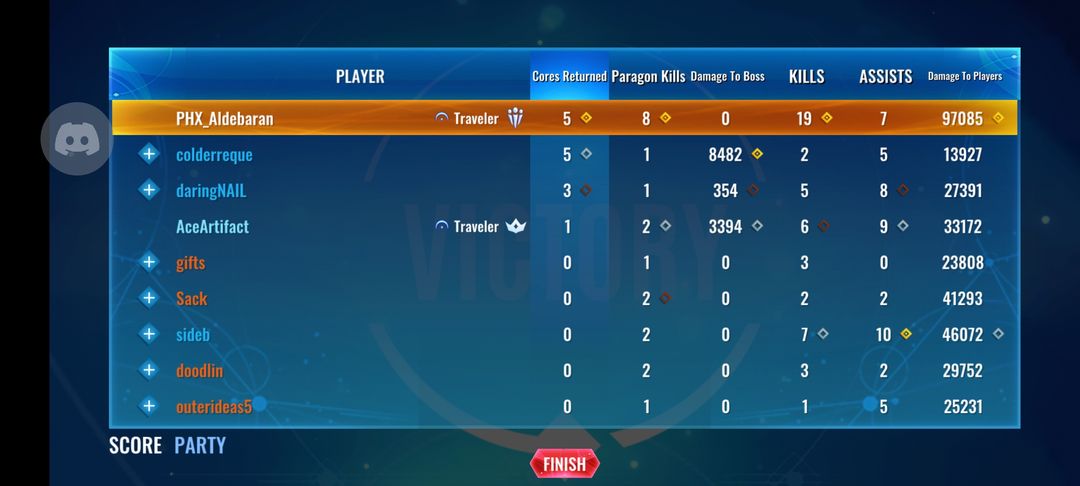 PLAYER Cores Returned Paragon Kills Damage To Boss KILLS ASSISTS Damage To Players
PHX_Aldebaran Traveler 5 8 0 19 7 97085
colderreque 5 1 8482 2 5 13927
daringNAIL 3 1 354 5 8 27391
AceArtifact Traveler 1 2 3394 6 9 33172
gifts 0 1 0 3 0 23808
Sack 0 2 0 2 2 41293
sideb 0 2 0 7 10 46072
doodlin 0 2 0 3 2 29752
outerideas5 0 1 0 1 5 25231
VICTORY
SCORE PARTY
FINISH